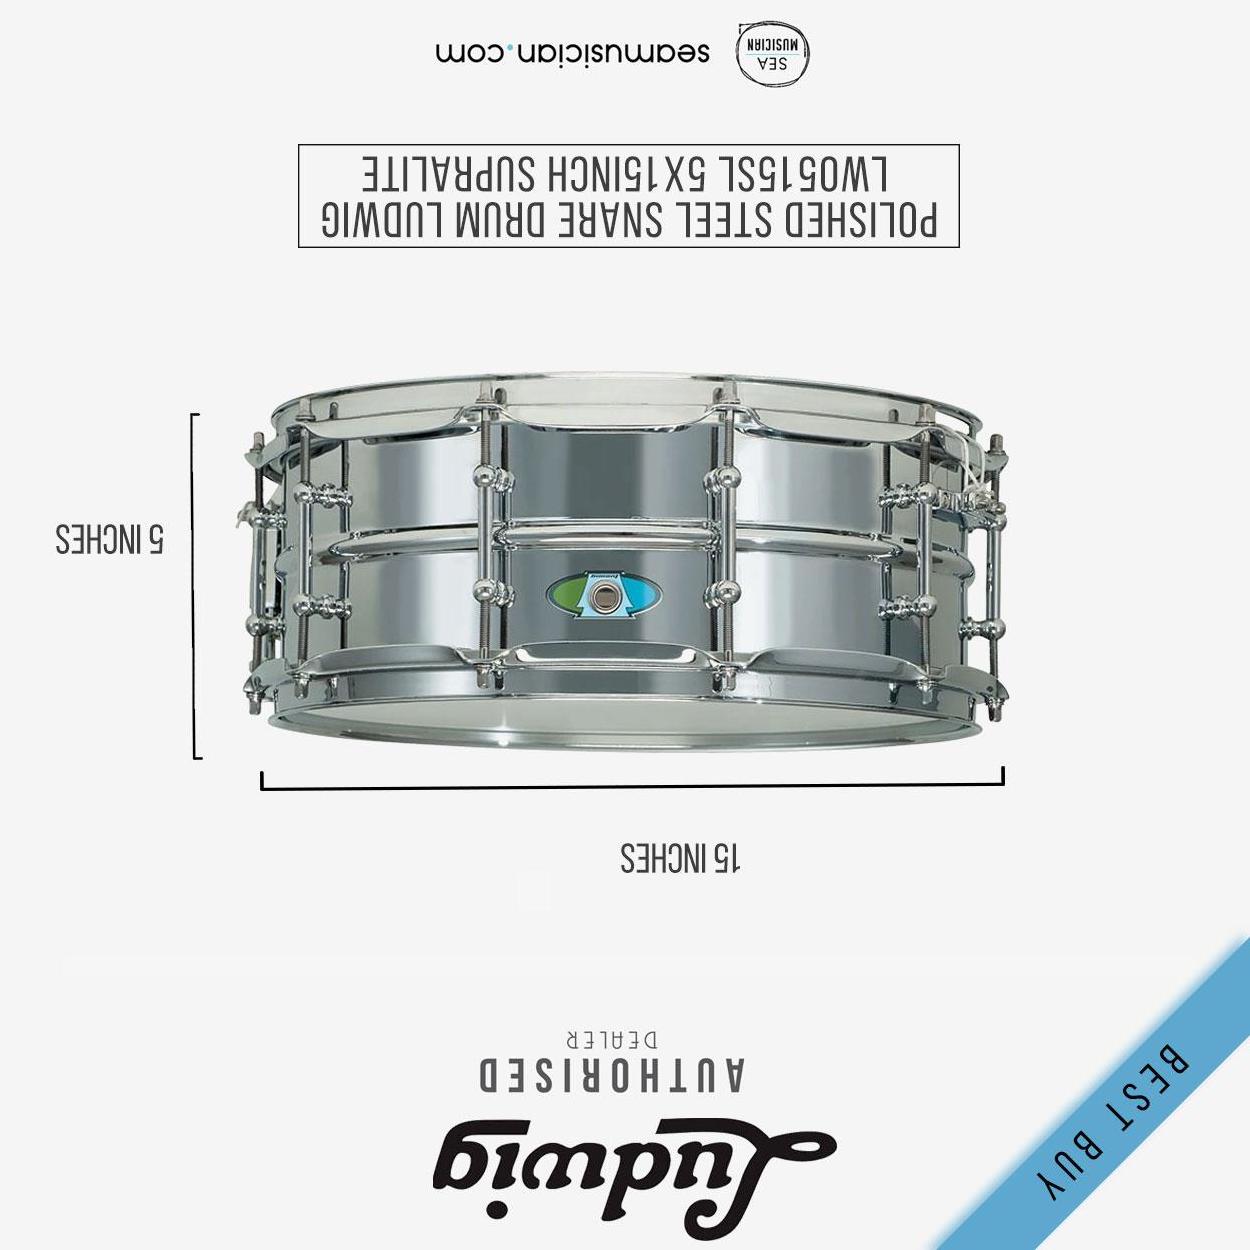 Ludwig
AUTHORISED
DEALER
BEST BUY
15 INCHES
5 INCHES
Ludwig
POLISHED STEEL SNARE DRUM LUDWIG
LW0515SL 5X15INCH SUPRALITE
SEA
MUSICIAN
seamusician.com